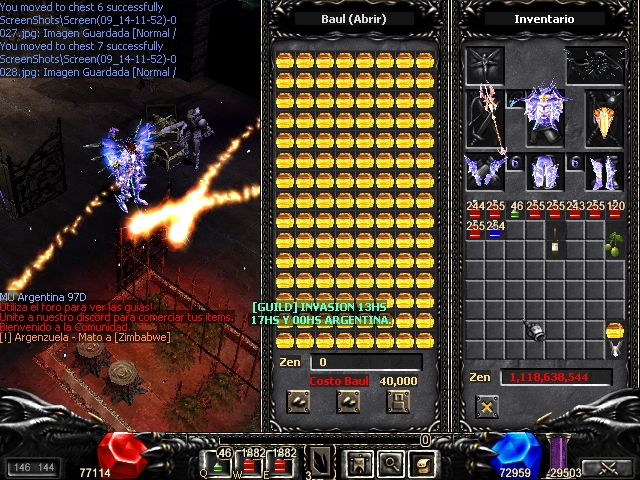 You moved to chest 6 successfully
ScreenShots\Screen(09_14-11-52)-0
027.jpg: Imagen Guardada [Normal /
You moved to chest 7 successfully
ScreenShots\Screen(09_14-11-52)-0
028.jpg: Imagen Guardada [Normal /
Baul (Abrir)
Inventario
6 6
244 255 46 255 255 243 255 120
255 254
MU Argentina 97D
Utiliza el foro para ver las guias!
Unite a nuestro discord para comerciar tus items.
Bienvenido a la Comunidad.
[!] Argenzuela - Mato a [Zimbabwe]
[GUILD] INVASION 13HS
17HS Y 00HS ARGENTINA.
Zen 0
Costo Baul 40,000
Zen 1,118,638,544
0
146 144
77114
46 1882 1882
Q W E
3
72959
-29503